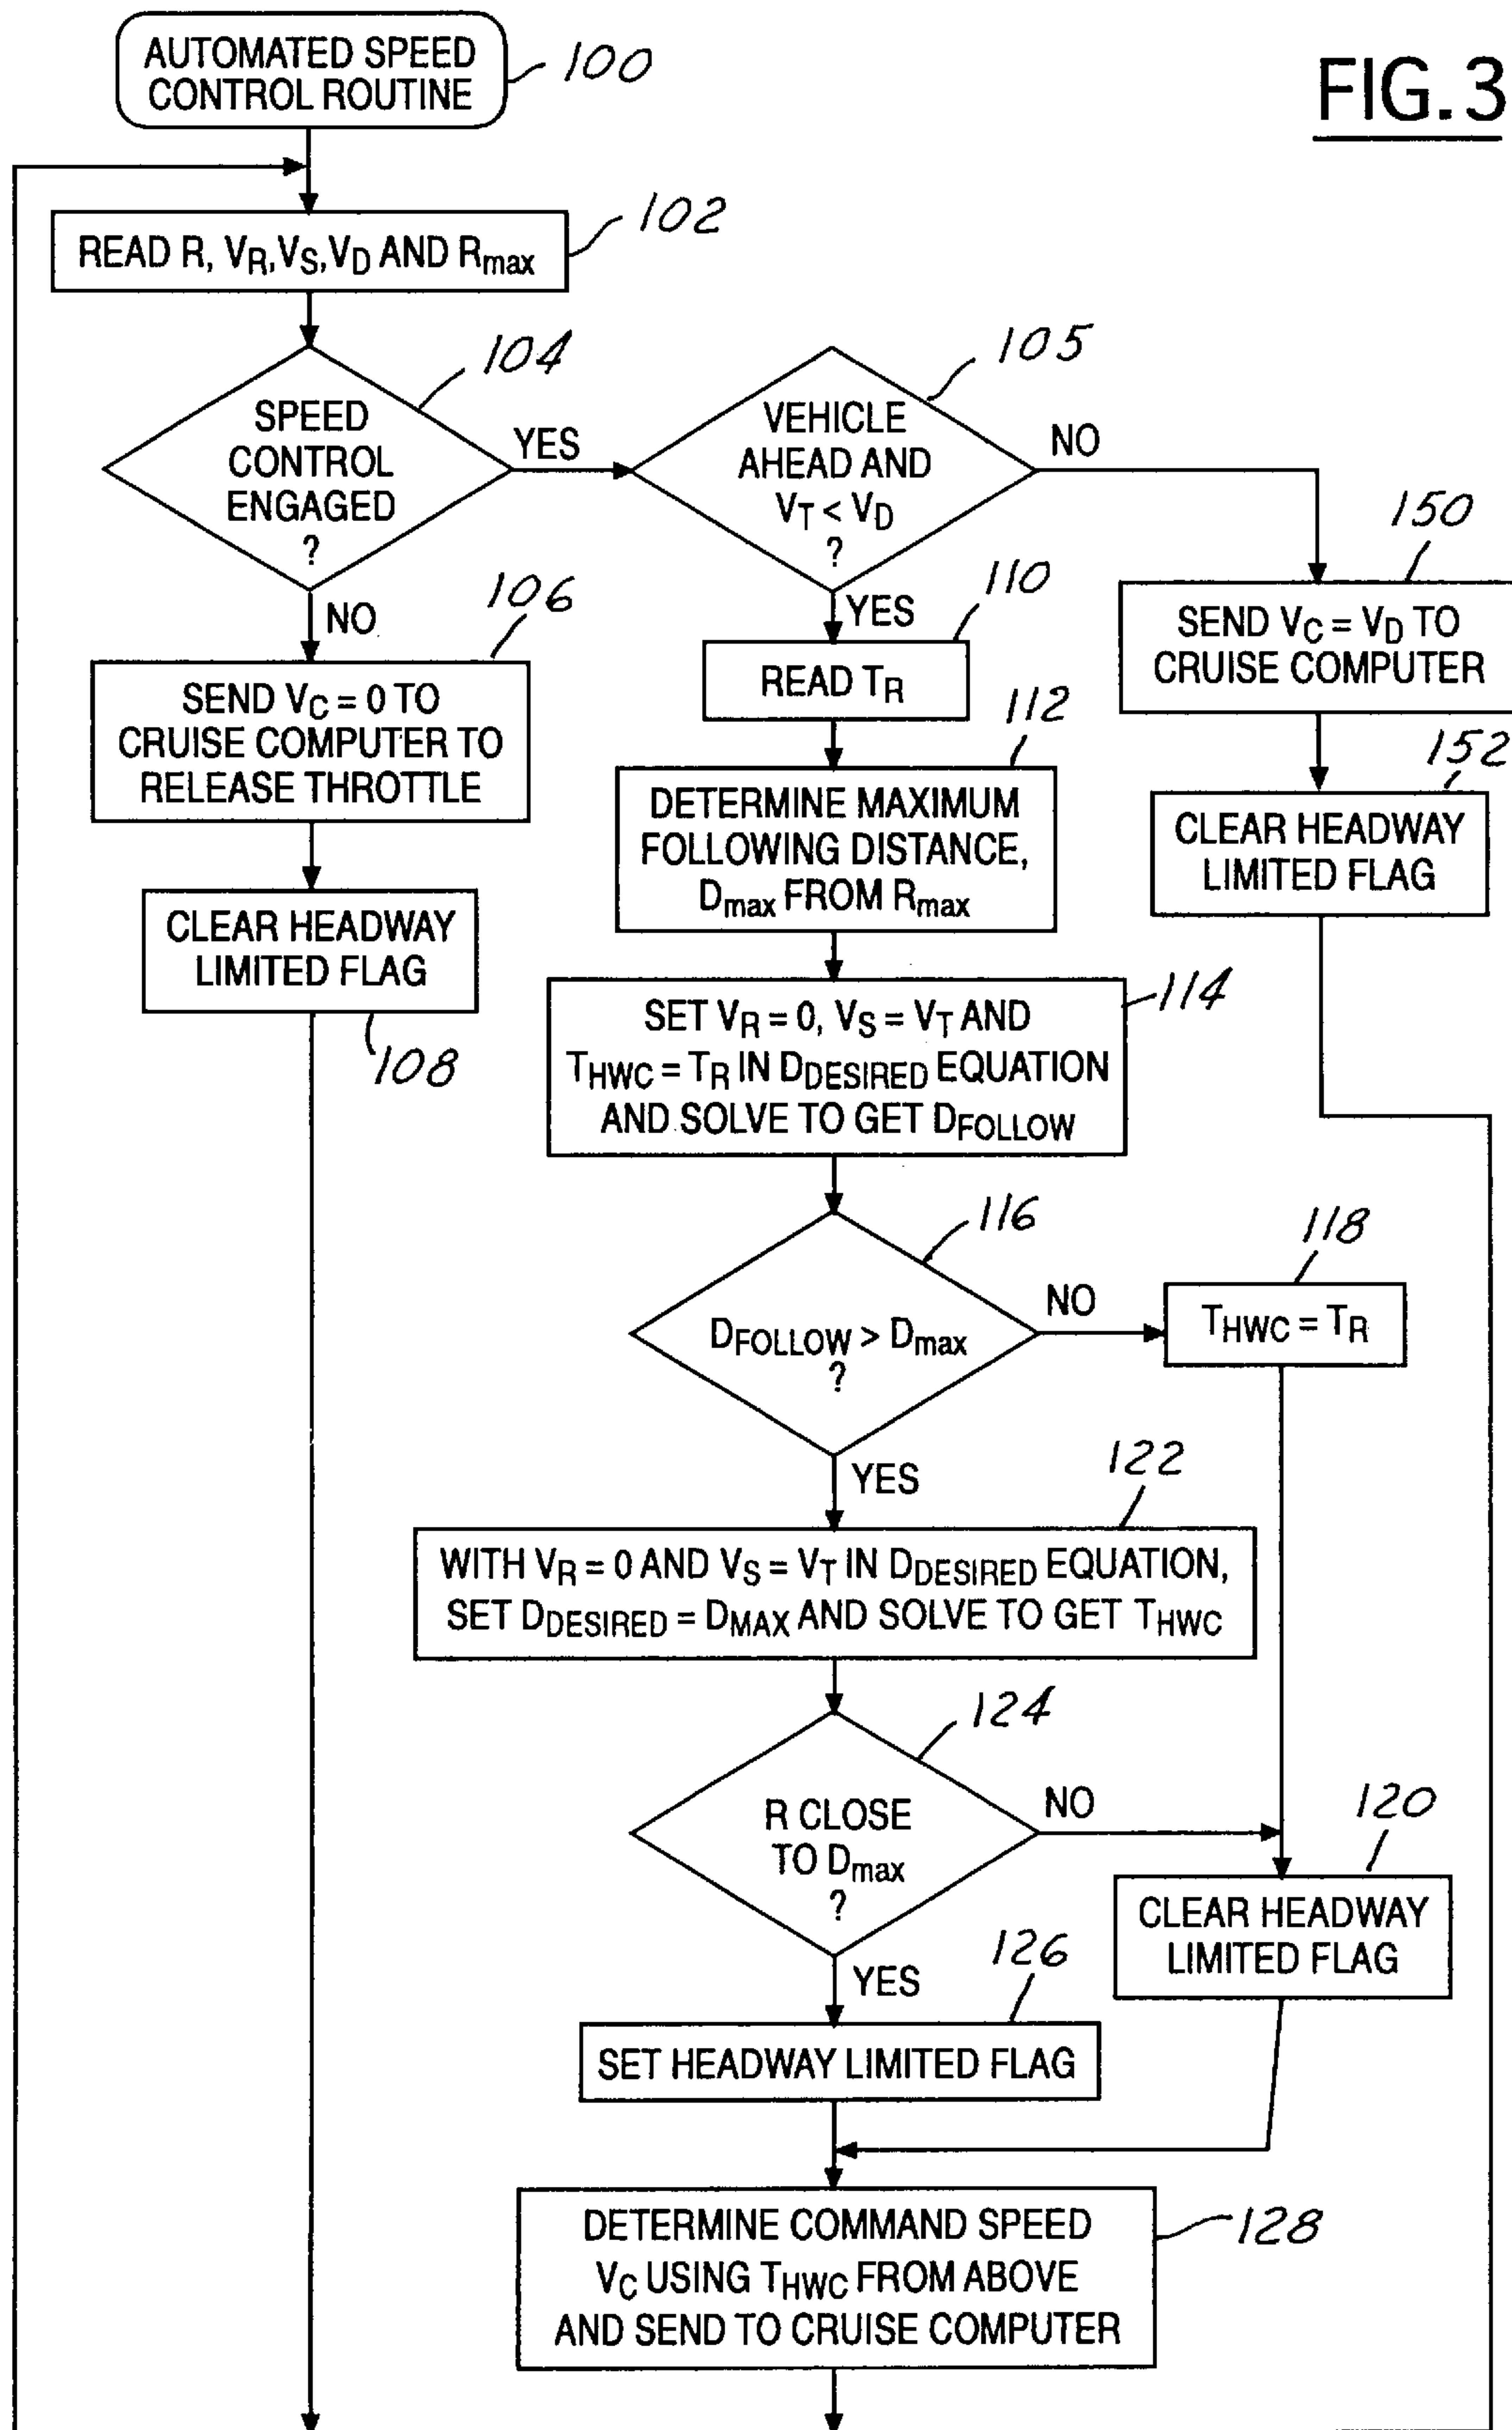 FIG. 3
AUTOMATED SPEED
CONTROL ROUTINE
100
READ R, VR, VS, VD AND Rmax
102
SPEED
CONTROL
ENGAGED
?
104
YES
NO
VEHICLE
AHEAD AND
VT < VD
?
105
NO
YES
SEND VC = 0 TO
CRUISE COMPUTER TO
RELEASE THROTTLE
106
CLEAR HEADWAY
LIMITED FLAG
108
SEND VC = VD TO
CRUISE COMPUTER
150
CLEAR HEADWAY
LIMITED FLAG
152
READ TR
110
DETERMINE MAXIMUM
FOLLOWING DISTANCE,
Dmax FROM Rmax
112
SET VR = 0, VS = VT AND
THWC = TR IN DDESIRED EQUATION
AND SOLVE TO GET DFOLLOW
114
DFOLLOW > Dmax
?
116
NO
YES
THWC = TR
118
WITH VR = 0 AND VS = VT IN DDESIRED EQUATION,
SET DDESIRED = DMAX AND SOLVE TO GET THWC
122
R CLOSE
TO Dmax
?
124
NO
YES
CLEAR HEADWAY
LIMITED FLAG
120
SET HEADWAY LIMITED FLAG
126
DETERMINE COMMAND SPEED
VC USING THWC FROM ABOVE
AND SEND TO CRUISE COMPUTER
128